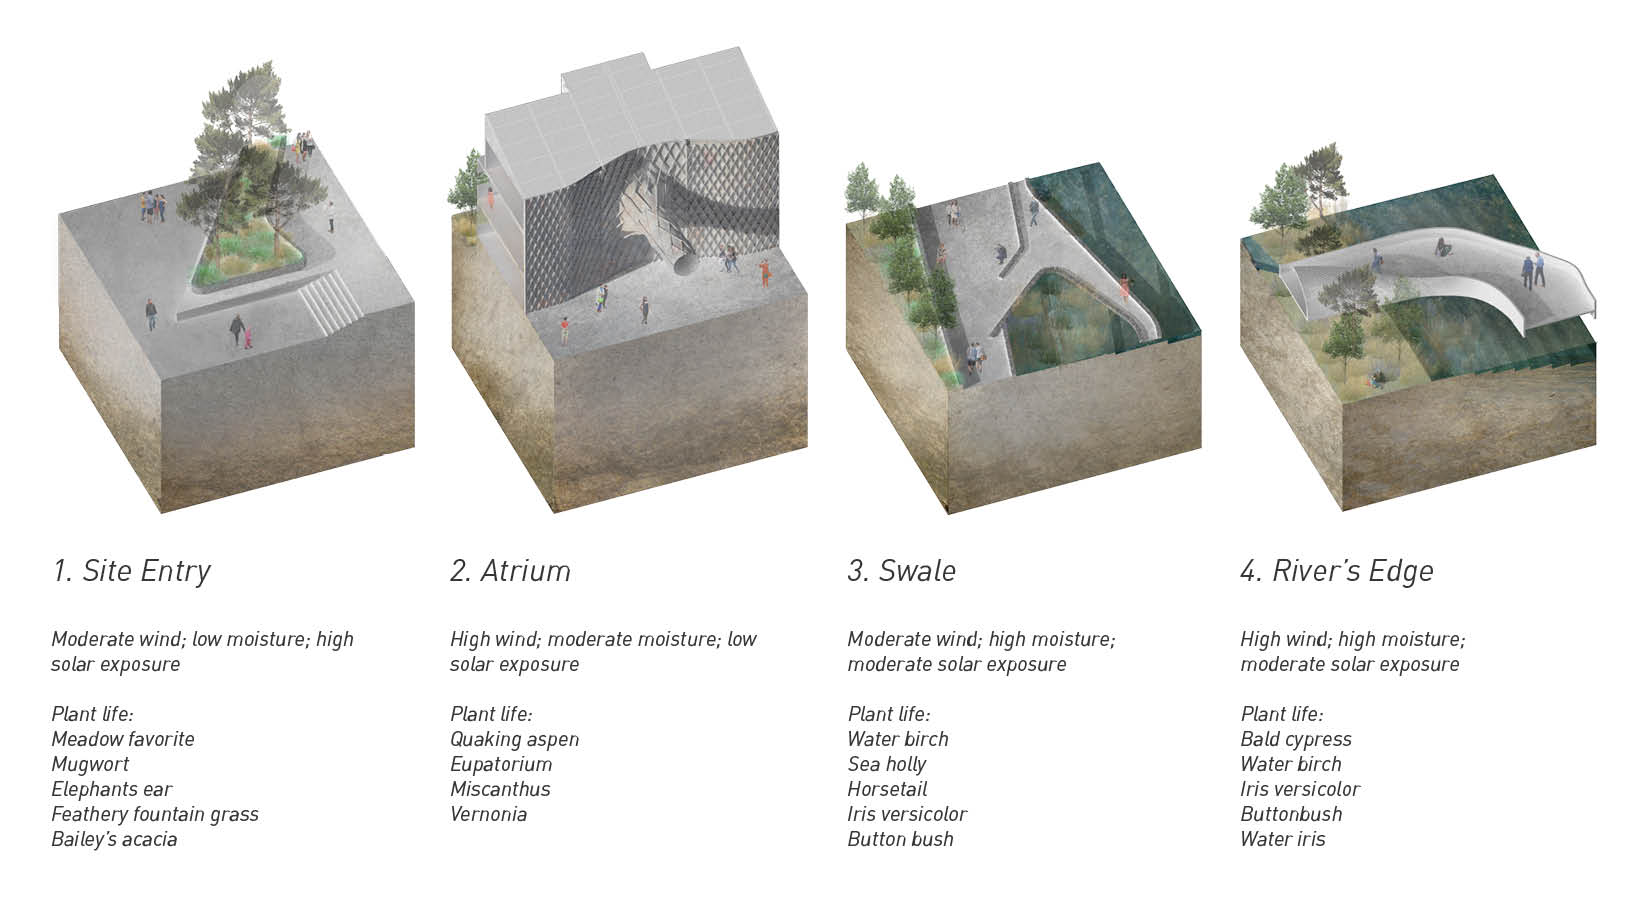 1. Site Entry
Moderate wind; low moisture; high
solar exposure
Plant life:
Meadow favorite
Mugwort
Elephants ear
Feathery fountain grass
Bailey's acacia
2. Atrium
High wind; moderate moisture; low
solar exposure
Plant life:
Quaking aspen
Eupatorium
Miscanthus
Vernonia
3. Swale
Moderate wind; high moisture;
moderate solar exposure
Plant life:
Water birch
Sea holly
Horsetail
Iris versicolor
Button bush
4. River's Edge
High wind; high moisture;
moderate solar exposure
Plant life:
Bald cypress
Water birch
Iris versicolor
Buttonbush
Water iris